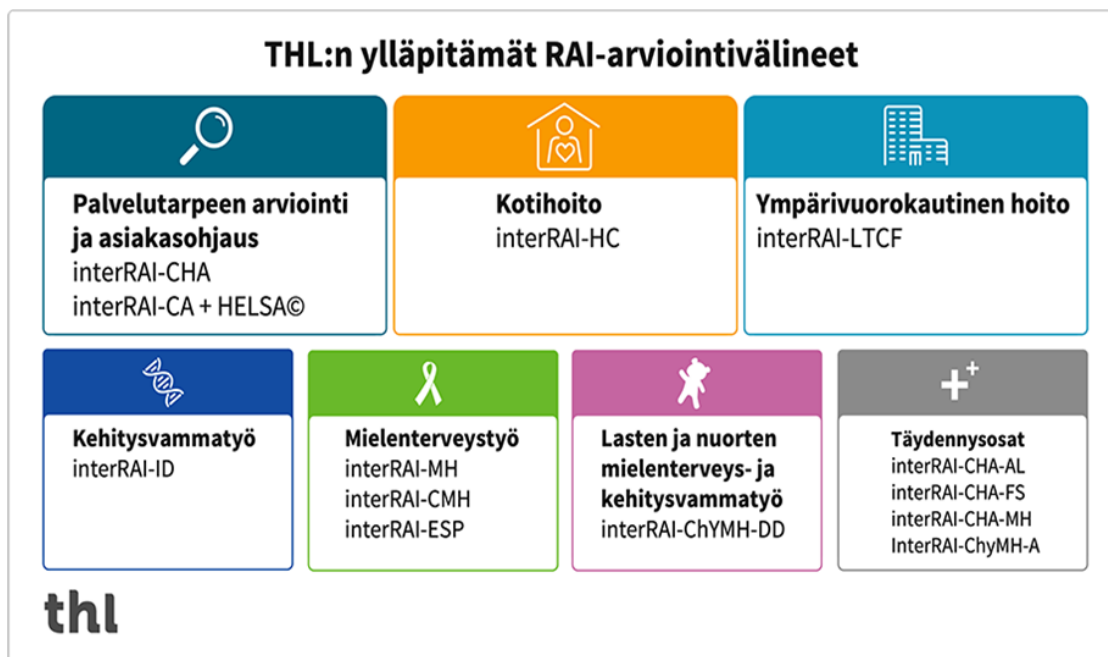 THL:n ylläpitämät RAI-arviointivälineet
Palvelutarpeen arviointi
ja asiakasohjaus
interRAI-CHA
interRAI-CA + HELSA©
Kotihoito
interRAI-HC
Ympärivuorokautinen hoito
interRAI-LTCF
Kehitysvammatyö
interRAI-ID
Mielenterveystyö
interRAI-MH
interRAI-CMH
interRAI-ESP
Lasten ja nuorten
mielenterveys- ja
kehitysvammatyö
interRAI-ChYMH-DD
Täydennysosat
interRAI-CHA-AL
interRAI-CHA-FS
interRAI-CHA-MH
InterRAI-ChyMH-A
thl